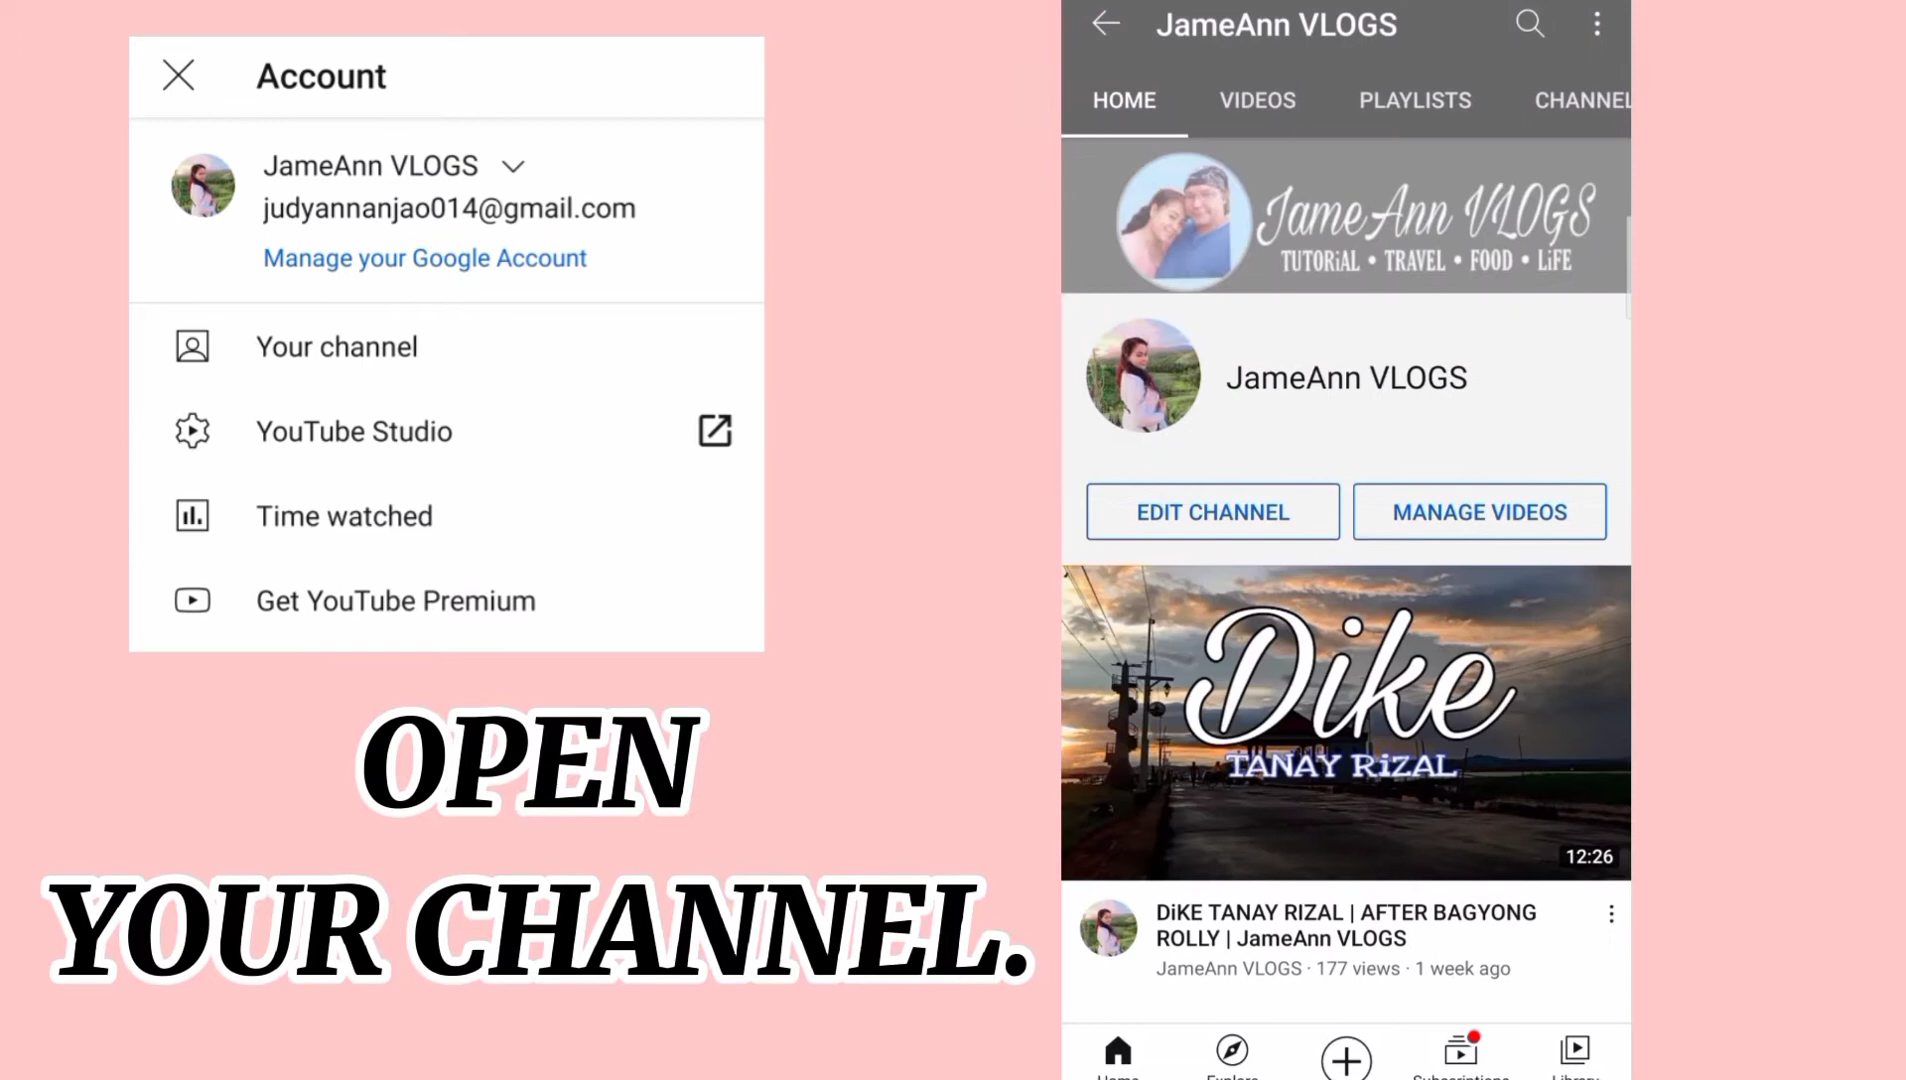 Account
JameAnn VLOGS
judyannanjao014@gmail.com
Manage your Google Account
Your channel
YouTube Studio
Time watched
Get YouTube Premium
OPEN
YOUR CHANNEL.
JameAnn VLOGS
HOME VIDEOS PLAYLISTS CHANNEL
JameAnn VLOGS
TUTORiAL • TRAVEL • FOOD • LiFE
JameAnn VLOGS
EDIT CHANNEL MANAGE VIDEOS
Dike
TANAY RiZAL
12:26
DiKE TANAY RIZAL | AFTER BAGYONG
ROLLY | JameAnn VLOGS
JameAnn VLOGS · 177 views · 1 week ago